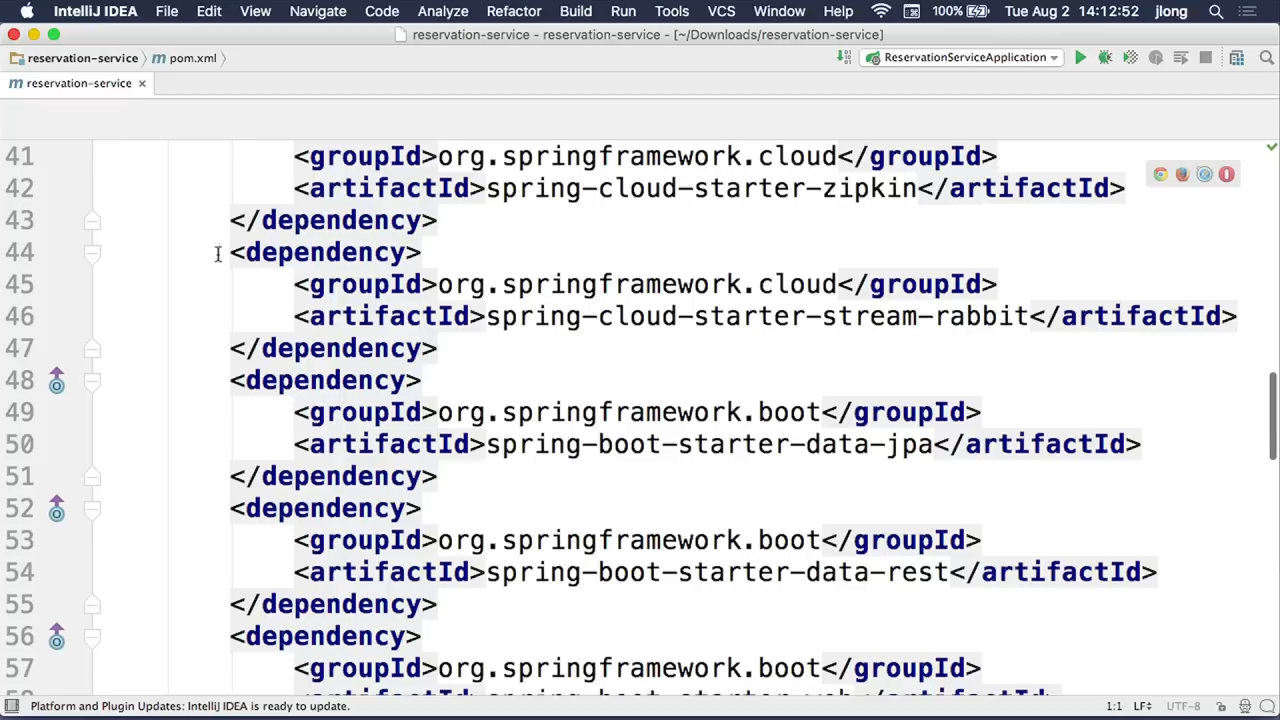 IntelliJ IDEA File Edit View Navigate Code Analyze Refactor Build Run Tools VCS Window Help 100% Tue Aug 2 14:12:52 jlong
reservation-service - reservation-service - [~/Downloads/reservation-service]
reservation-service pom.xml ReservationServiceApplication
reservation-service
41 <groupId>org.springframework.cloud</groupId>
42 <artifactId>spring-cloud-starter-zipkin</artifactId>
43 </dependency>
44 <dependency>
45 <groupId>org.springframework.cloud</groupId>
46 <artifactId>spring-cloud-starter-stream-rabbit</artifactId>
47 </dependency>
48 <dependency>
49 <groupId>org.springframework.boot</groupId>
50 <artifactId>spring-boot-starter-data-jpa</artifactId>
51 </dependency>
52 <dependency>
53 <groupId>org.springframework.boot</groupId>
54 <artifactId>spring-boot-starter-data-rest</artifactId>
55 </dependency>
56 <dependency>
57 <groupId>org.springframework.boot</groupId>
Platform and Plugin Updates: IntelliJ IDEA is ready to update. 1:1 LF UTF-8